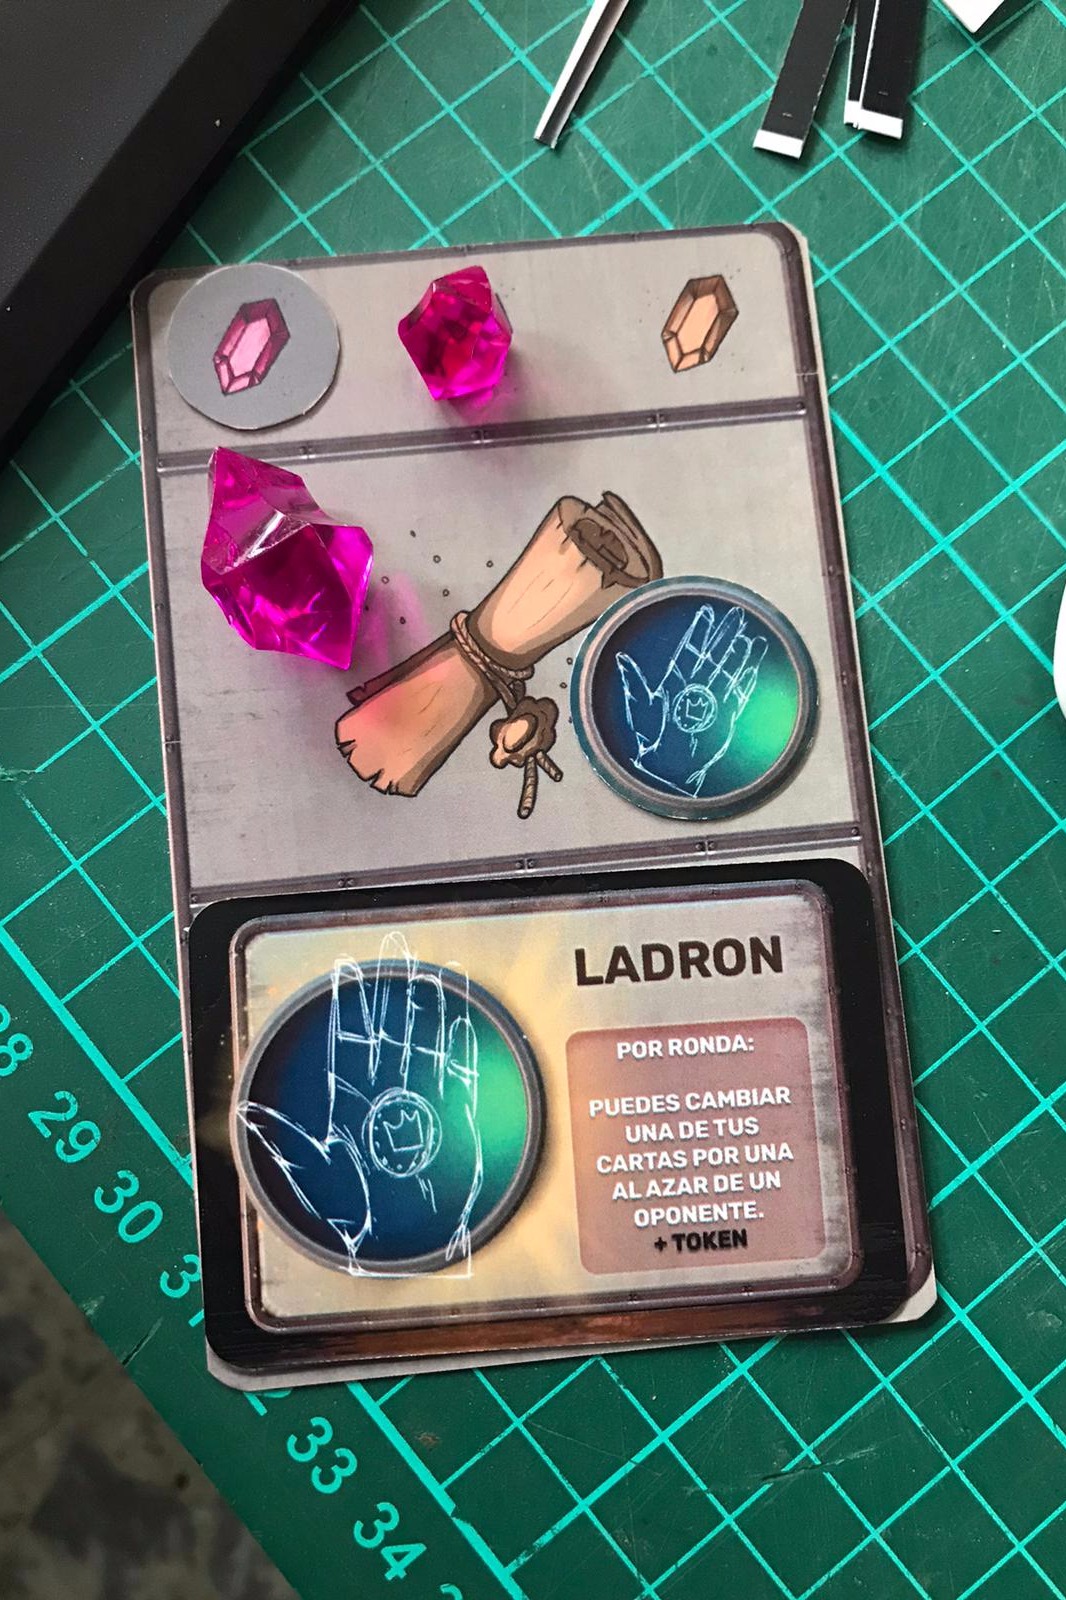 LADRON
POR RONDA:
PUEDES CAMBIAR
UNA DE TUS
CARTAS POR UNA
AL AZAR DE UN
OPONENTE.
+ TOKEN
29
30
33
34